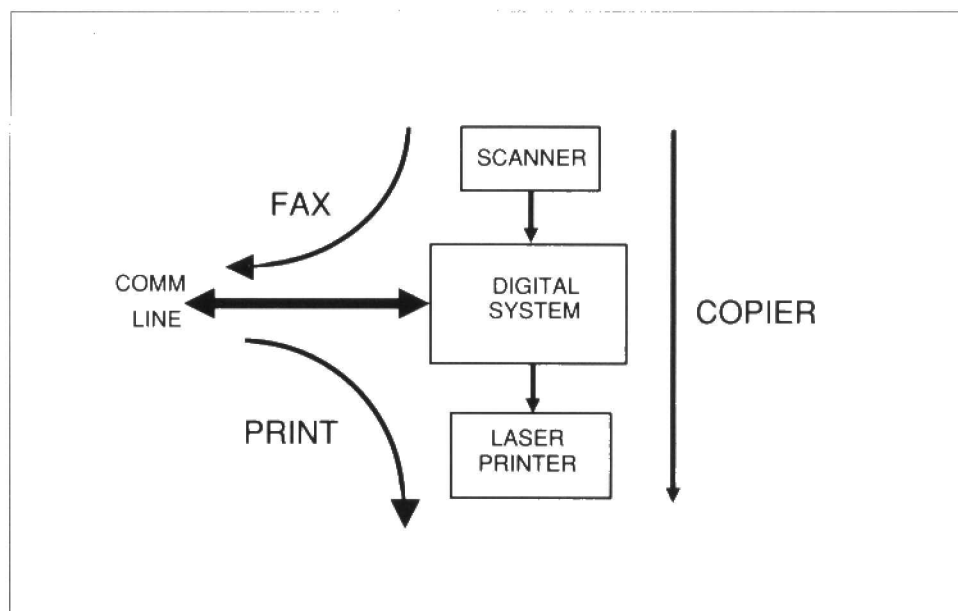 SCANNER
FAX
COMM
LINE
DIGITAL
SYSTEM
COPIER
PRINT
LASER
PRINTER